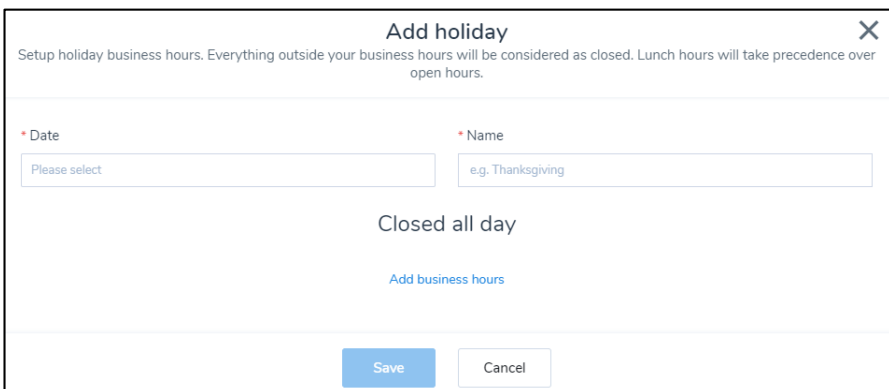 Add holiday
Setup holiday business hours. Everything outside your business hours will be considered as closed. Lunch hours will take precedence over
open hours.
* Date
* Name
Please select
e.g. Thanksgiving
Closed all day
Add business hours
Save
Cancel